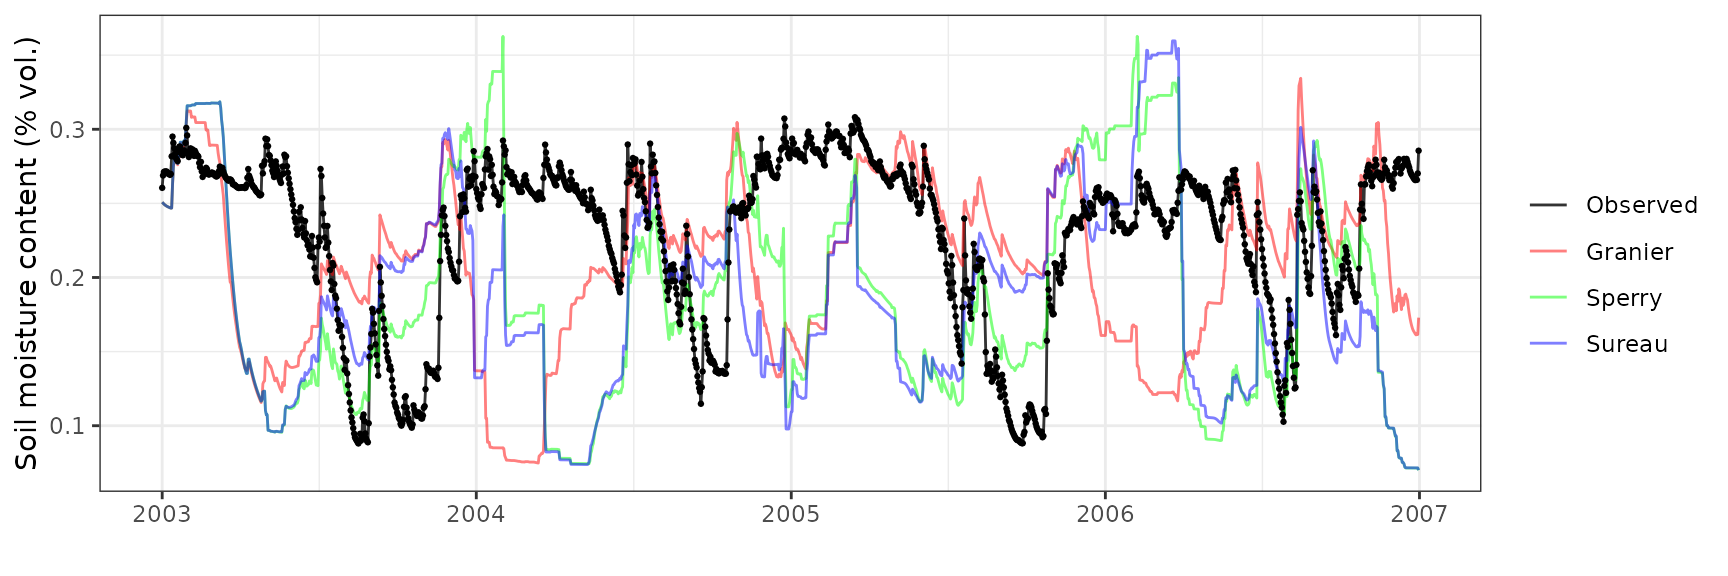 Soil moisture content (% vol.)
0.3
0.2
0.1
2003 2004 2005 2006 2007
Observed
Granier
Sperry
Sureau